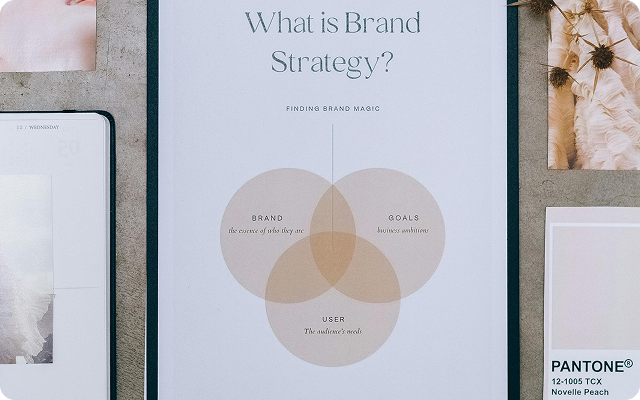 What is Brand
Strategy?
FINDING BRAND MAGIC
BRAND
the essence of who they are
GOALS
business ambitions
USER
The audience's needs
12 | WEDNESDAY
PANTONE®
12-1005 TCX
Novelle Peach